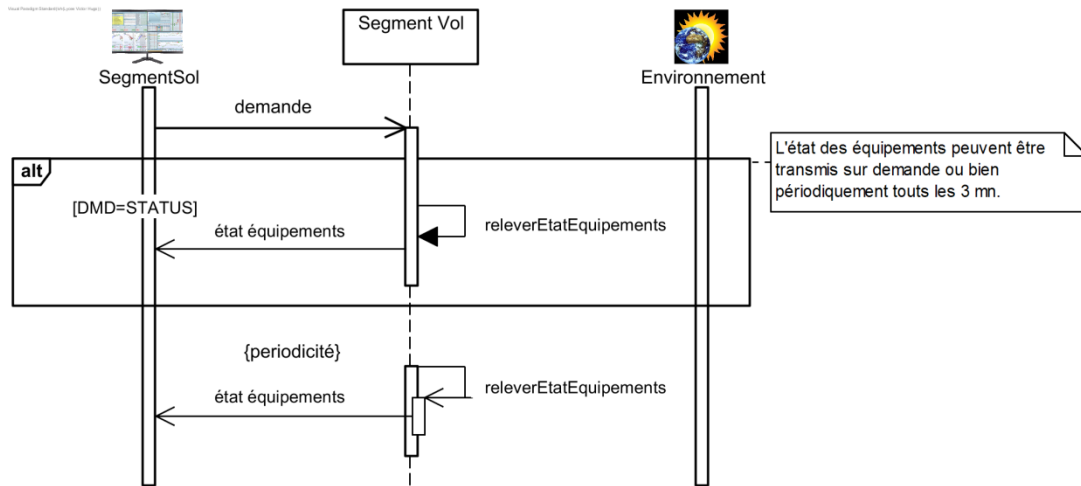 Segment Vol
SegmentSol
Environnement
demande
L'état des équipements peuvent être
transmis sur demande ou bien
périodiquement touts les 3 mn.
alt
[DMD=STATUS]
releverEtatEquipements
état équipements
{periodicité}
releverEtatEquipements
état équipements